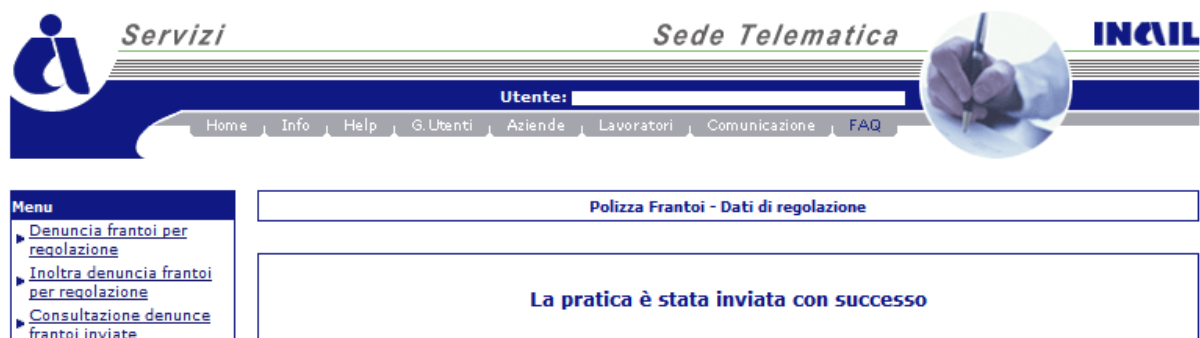 Servizi
Sede Telematica
INAIL
Utente:
Home Info Help G.Utenti Aziende Lavoratori Comunicazione FAQ
Menu
Polizza Frantoi - Dati di regolazione
Denuncia frantoi per
regolazione
Inoltra denuncia frantoi
per regolazione
La pratica è stata inviata con successo
Consultazione denunce
frantoi inviate